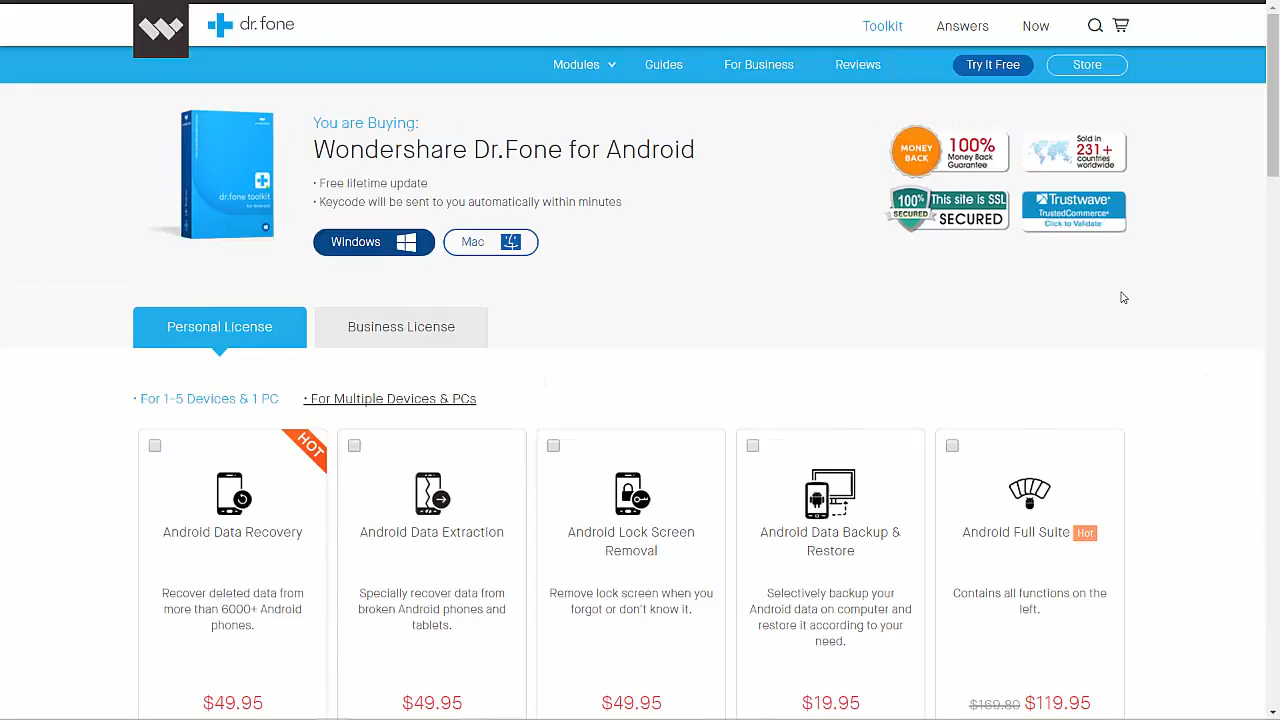 dr.fone
Toolkit
Answers
Now
Modules
Guides
For Business
Reviews
Try It Free
Store
dr.fone toolkit
for Android
You are Buying:
Wondershare Dr.Fone for Android
· Free lifetime update
· Keycode will be sent to you automatically within minutes
Windows
Mac
MONEY
BACK
100%
Money Back
Guarantee
Sold in
231+
countries
worldwide
100%
SECURED
This site is SSL
SECURED
Trustwave®
TrustedCommerce®
Click to Validate
Personal License
Business License
· For 1-5 Devices & 1 PC
· For Multiple Devices & PCs
HOT
Android Data Recovery
Recover deleted data from
more than 6000+ Android
phones.
$49.95
Android Data Extraction
Specially recover data from
broken Android phones and
tablets.
$49.95
Android Lock Screen
Removal
Remove lock screen when you
forgot or don't know it.
$49.95
Android Data Backup &
Restore
Selectively backup your
Android data on computer and
restore it according to your
need.
$19.95
Android Full Suite Hot
Contains all functions on the
left.
$169.80 $119.95